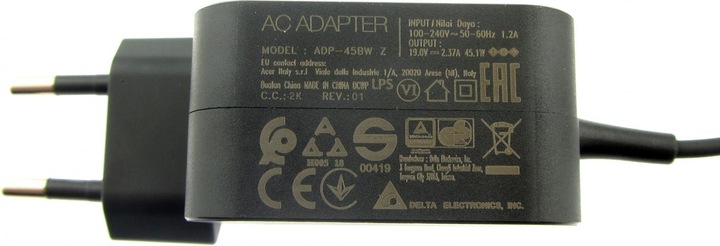 AC ADAPTER
MODEL : ADP-45BW Z
EU contact address:
Acer Italy s.r.l Viale delle Industrie 1/A, 20020 Arese (MI), Italy
MADE IN CHINA LPS
C.C.:-2K REV.:01
INPUT / Nilai Daya :
100-240V~ 50-60Hz 1.2A
OUTPUT :
19.0V 2.37A 45.1W
VI EAC
H005 18
00419
CE
DELTA ELECTRONICS, INC.